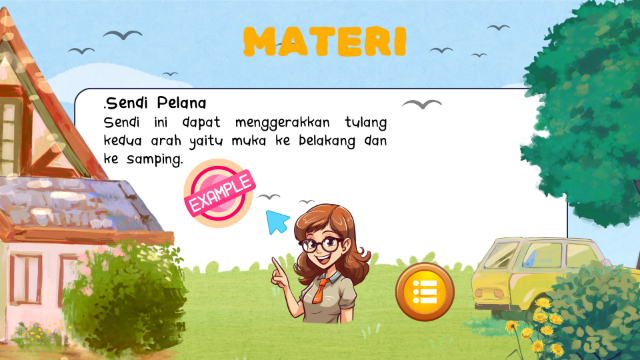 MATERI
.Sendi Pelana
Sendi ini dapat menggerakkan tulang
kedua arah yaitu muka ke belakang dan
ke samping.
EXAMPLE